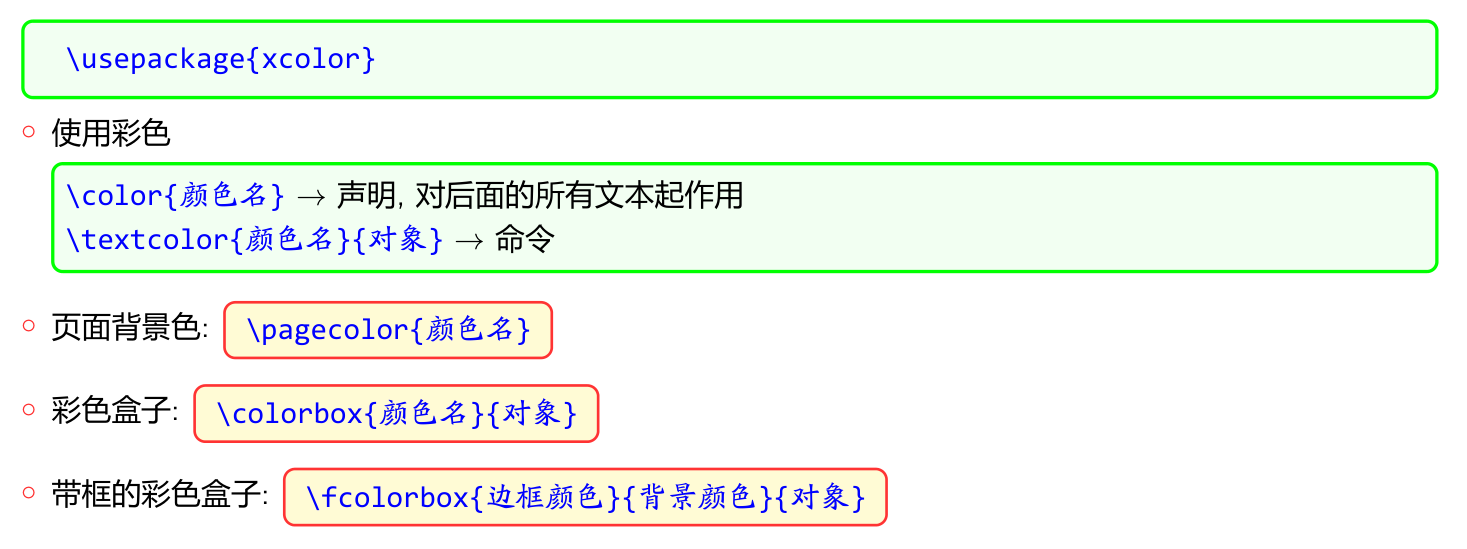 \usepackage{xcolor}
使用彩色
\color{颜色名} → 声明, 对后面的所有文本起作用
\textcolor{颜色名}{对象} → 命令
页面背景色: \pagecolor{颜色名}
彩色盒子: \colorbox{颜色名}{对象}
带框的彩色盒子: \fcolorbox{边框颜色}{背景颜色}{对象}